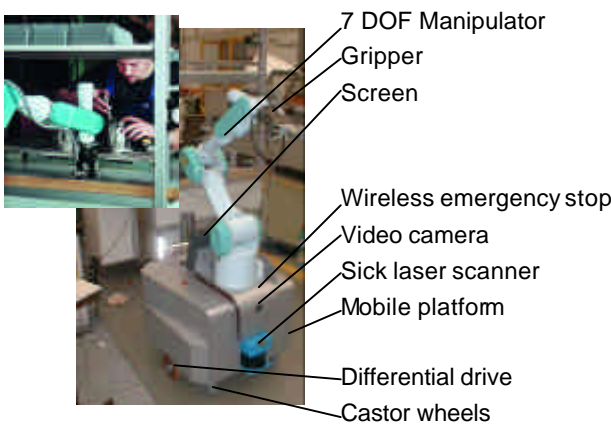 7 DOF Manipulator
Gripper
Screen
Wireless emergency stop
Video camera
Sick laser scanner
Mobile platform
Differential drive
Castor wheels